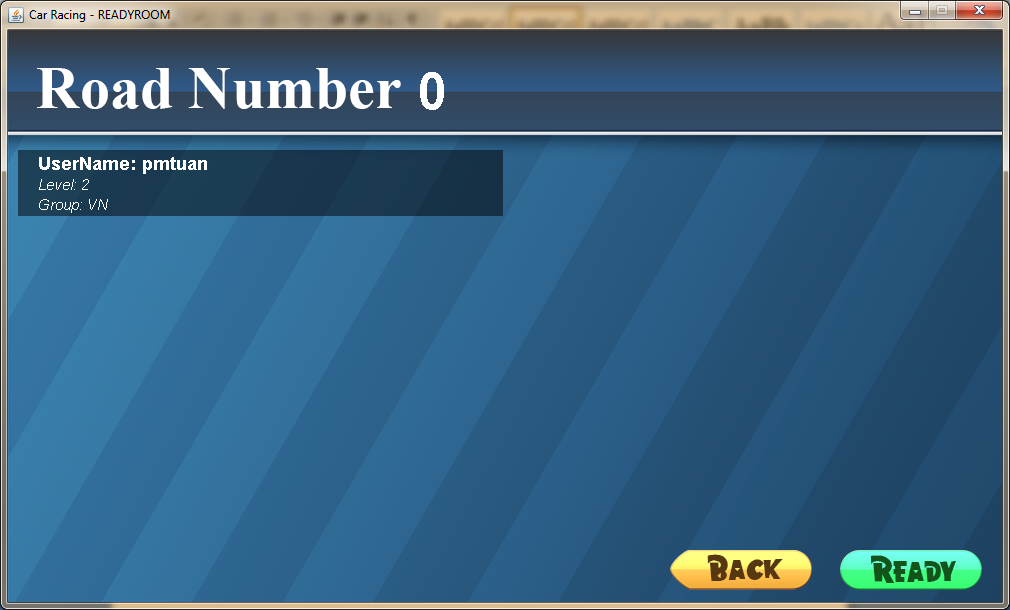 Car Racing - READYROOM
Road Number 0
UserName: pmtuan
Level: 2
Group: VN
BACK
READY